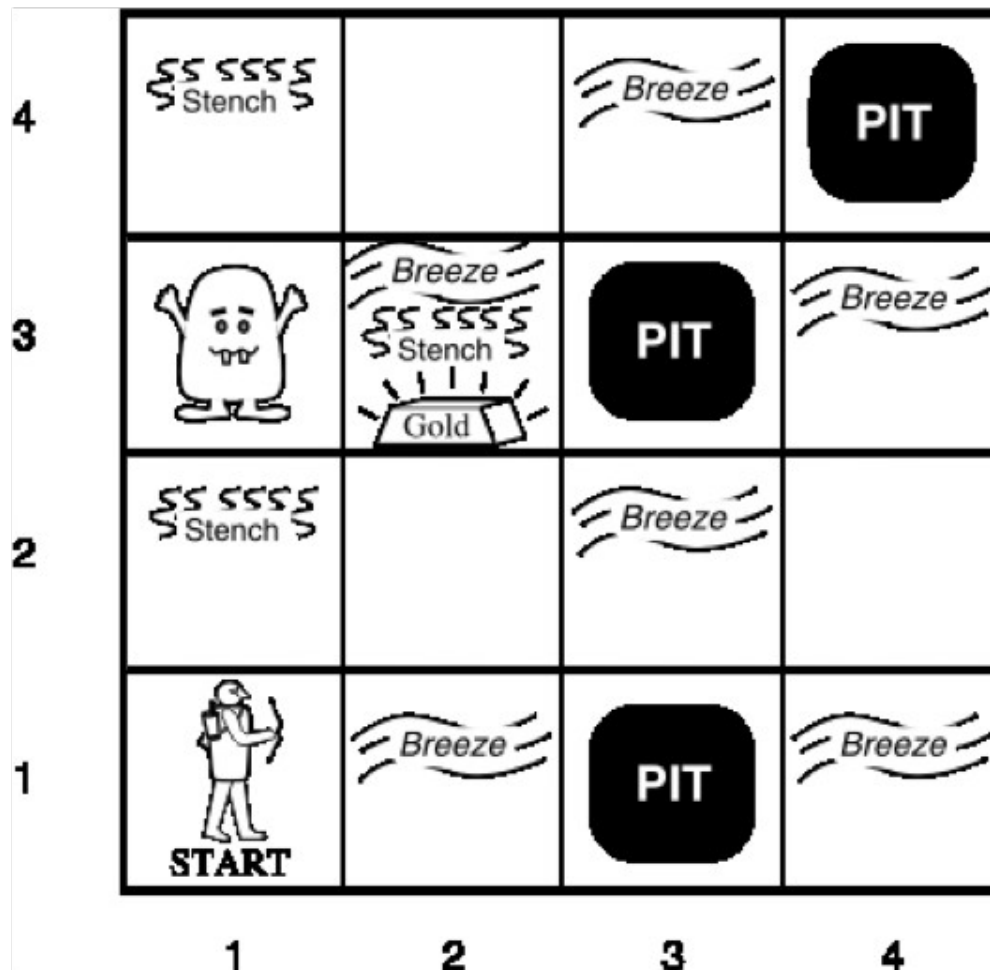 4
Stench
Breeze
PIT
3
Breeze
Stench
Gold
PIT
Breeze
2
Stench
Breeze
1
START
Breeze
PIT
Breeze
1 2 3 4